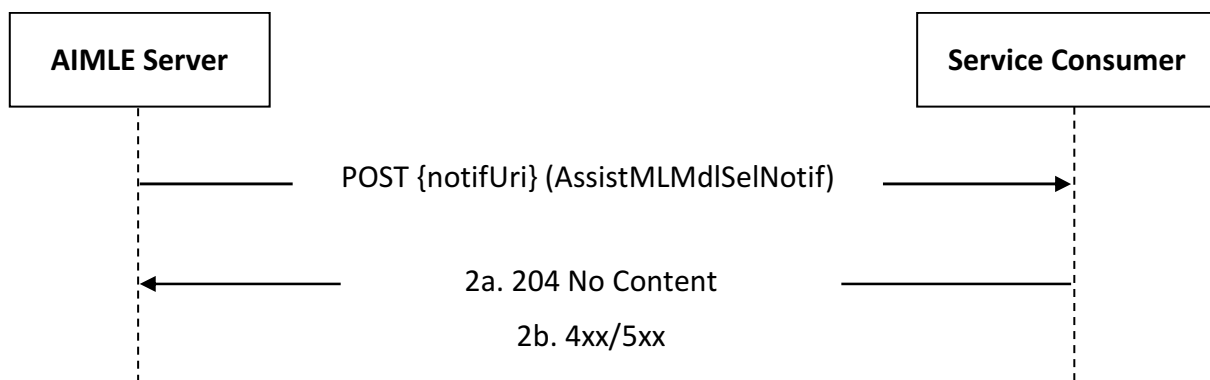 AIMLE Server
Service Consumer
POST {notifUri} (AssistMLMdlSelNotif)
2a. 204 No Content
2b. 4xx/5xx